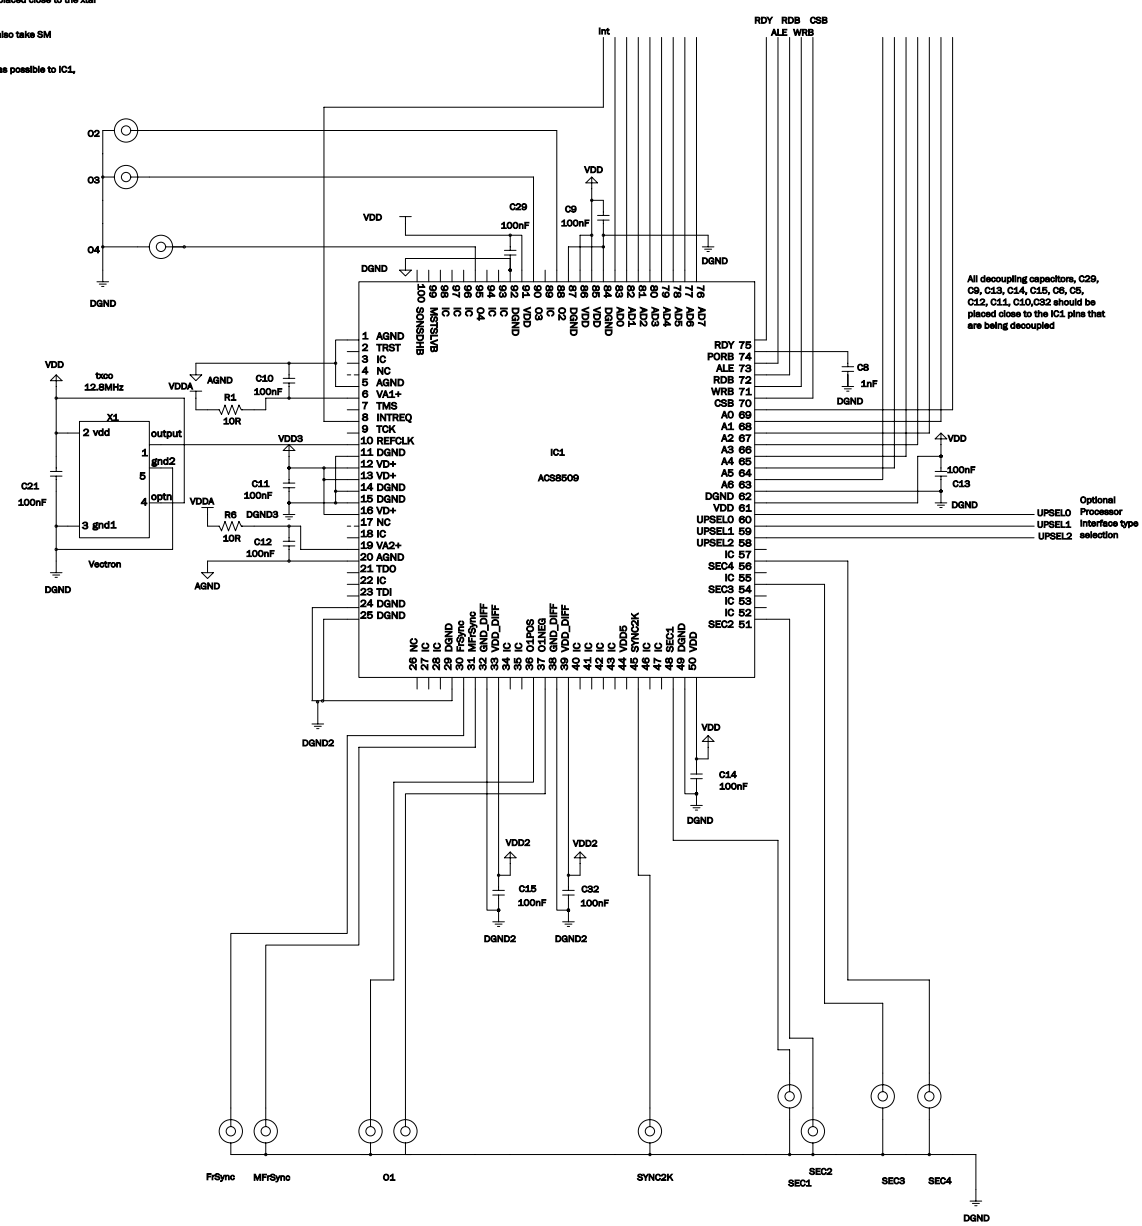 placed close to the xtal
also take SM
as possible to IC1,
RDY RDB CSB
ALE WRB
Int
O2
O3
O4
DGND
VDD
DGND
C29
100nF
VDD
C9
100nF
DGND
All decoupling capacitors, C29,
C9, C13, C14, C15, C6, C5,
C12, C11, C10,C32 should be
placed close to the IC1 pins that
are being decoupled
100 SONSDHB
99 MSTSLVB
98 IC
97 IC
96 IC
95 O4
94 IC
93 IC
92 DGND
91 VDD
90 O3
89 IC
88 O2
87 DGND
86 VDD
85 VDD
84 DGND
83 AD0
82 AD1
81 AD2
80 AD3
79 AD4
78 AD5
77 AD6
76 AD7
1 AGND
2 TRST
3 IC
4 NC
5 AGND
6 VA1+
7 TMS
8 INTREQ
9 TCK
10 REFCLK
11 DGND
12 VD+
13 VD+
14 DGND
15 DGND
16 VD+
17 NC
18 IC
19 VA2+
20 AGND
21 TDO
22 IC
23 TDI
24 DGND
25 DGND
IC1
ACS8509
RDY 75
PORB 74
ALE 73
RDB 72
WRB 71
CSB 70
A0 69
A1 68
A2 67
A3 66
A4 65
A5 64
A6 63
DGND 62
VDD 61
UPSEL0 60
UPSEL1 59
UPSEL2 58
IC 57
SEC4 56
IC 55
SEC3 54
IC 53
IC 52
SEC2 51
26 NC
27 IC
28 IC
29 DGND
30 FrSync
31 MFrSync
32 GND_DIFF
33 VDD_DIFF
34 IC
35 IC
36 O1POS
37 O1NEG
38 GND_DIFF
39 VDD_DIFF
40 IC
41 IC
42 IC
43 IC
44 VDD5
45 SYNC2K
46 IC
47 IC
48 SEC1
49 DGND
50 VDD
VDD
txco
12.8MHz
X1
2 vdd
output
1
gnd2
5
optn
4
3 gnd1
Vectron
C21
100nF
DGND
VDDA
AGND
R1
10R
C10
100nF
VDD3
C11
100nF
DGND3
VDDA
R6
10R
C12
100nF
AGND
C8
1nF
DGND
VDD
100nF
C13
DGND
UPSEL0
UPSEL1
UPSEL2
Optional
Processor
Interface type
selection
DGND2
VDD
C14
100nF
DGND
VDD2
C15
100nF
DGND2
VDD2
C32
100nF
DGND2
FrSync
MFrSync
O1
SYNC2K
SEC1
SEC2
SEC3
SEC4
DGND